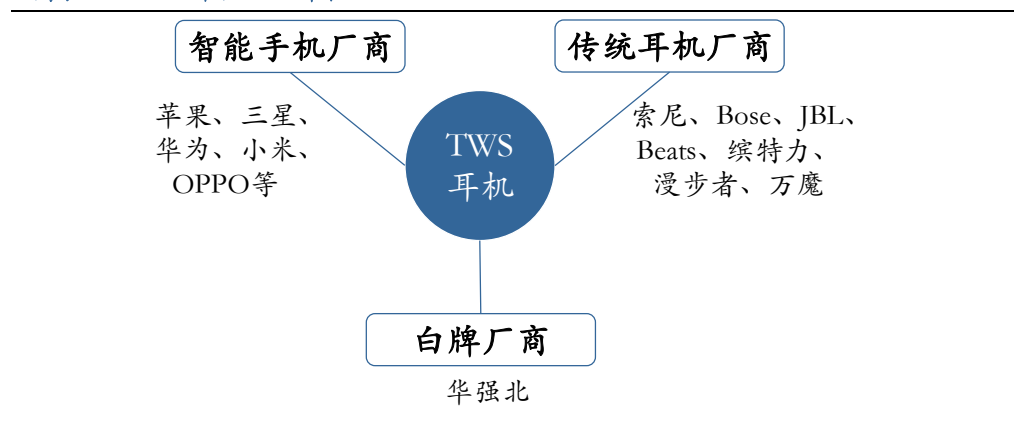 智能手机厂商
苹果、三星、
华为、小米、
OPPO等
传统耳机厂商
索尼、Bose、JBL、
Beats、缤特力、
漫步者、万魔
TWS
耳机
白牌厂商
华强北